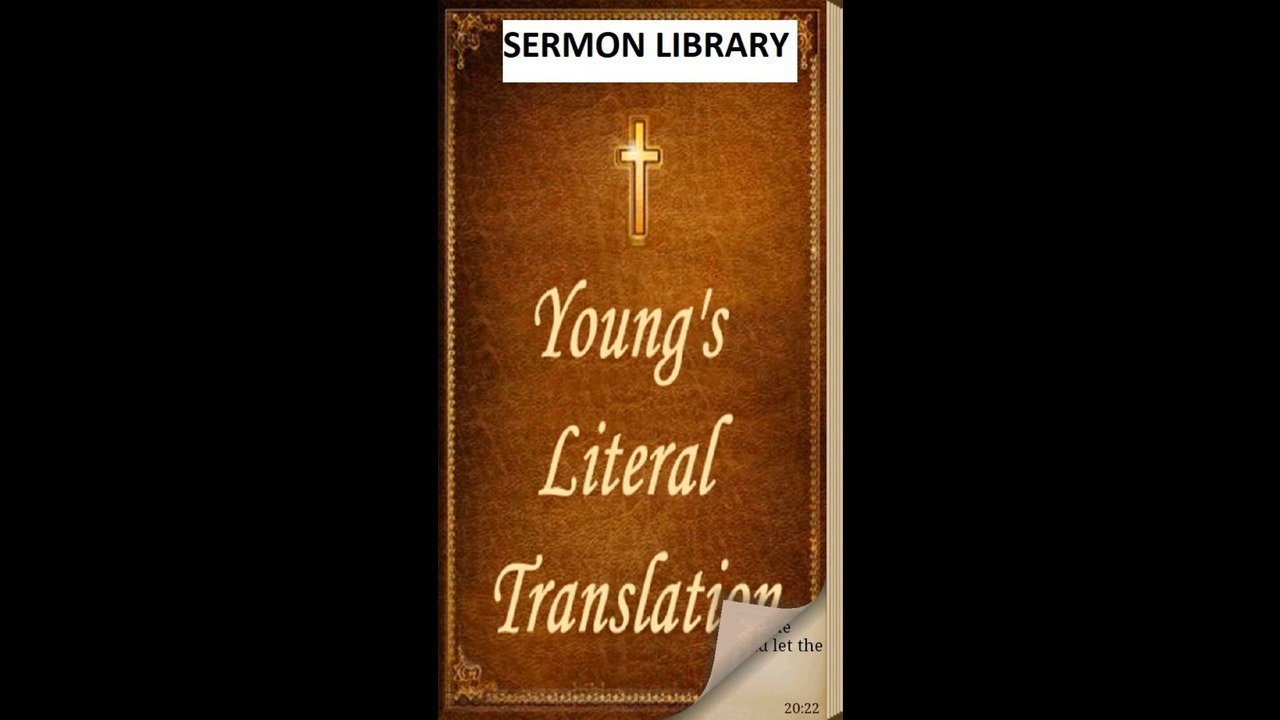 SERMON LIBRARY
Young's
Literal
Translation
let the
20:22